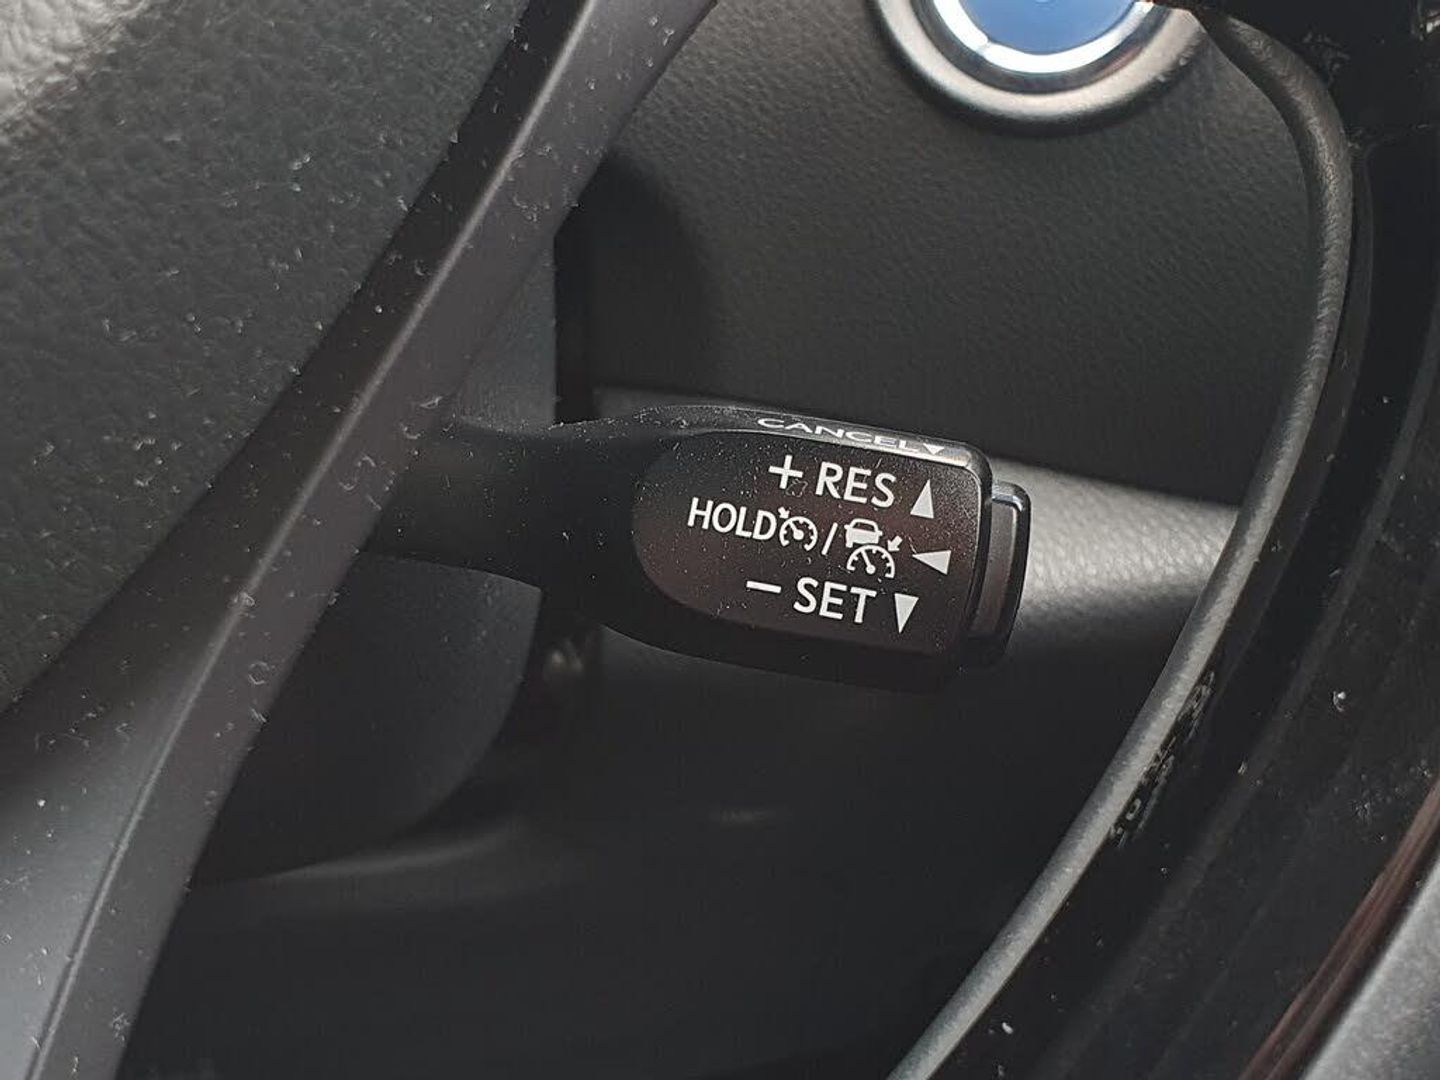 CANCEL
+ RES
HOLD /
− SET